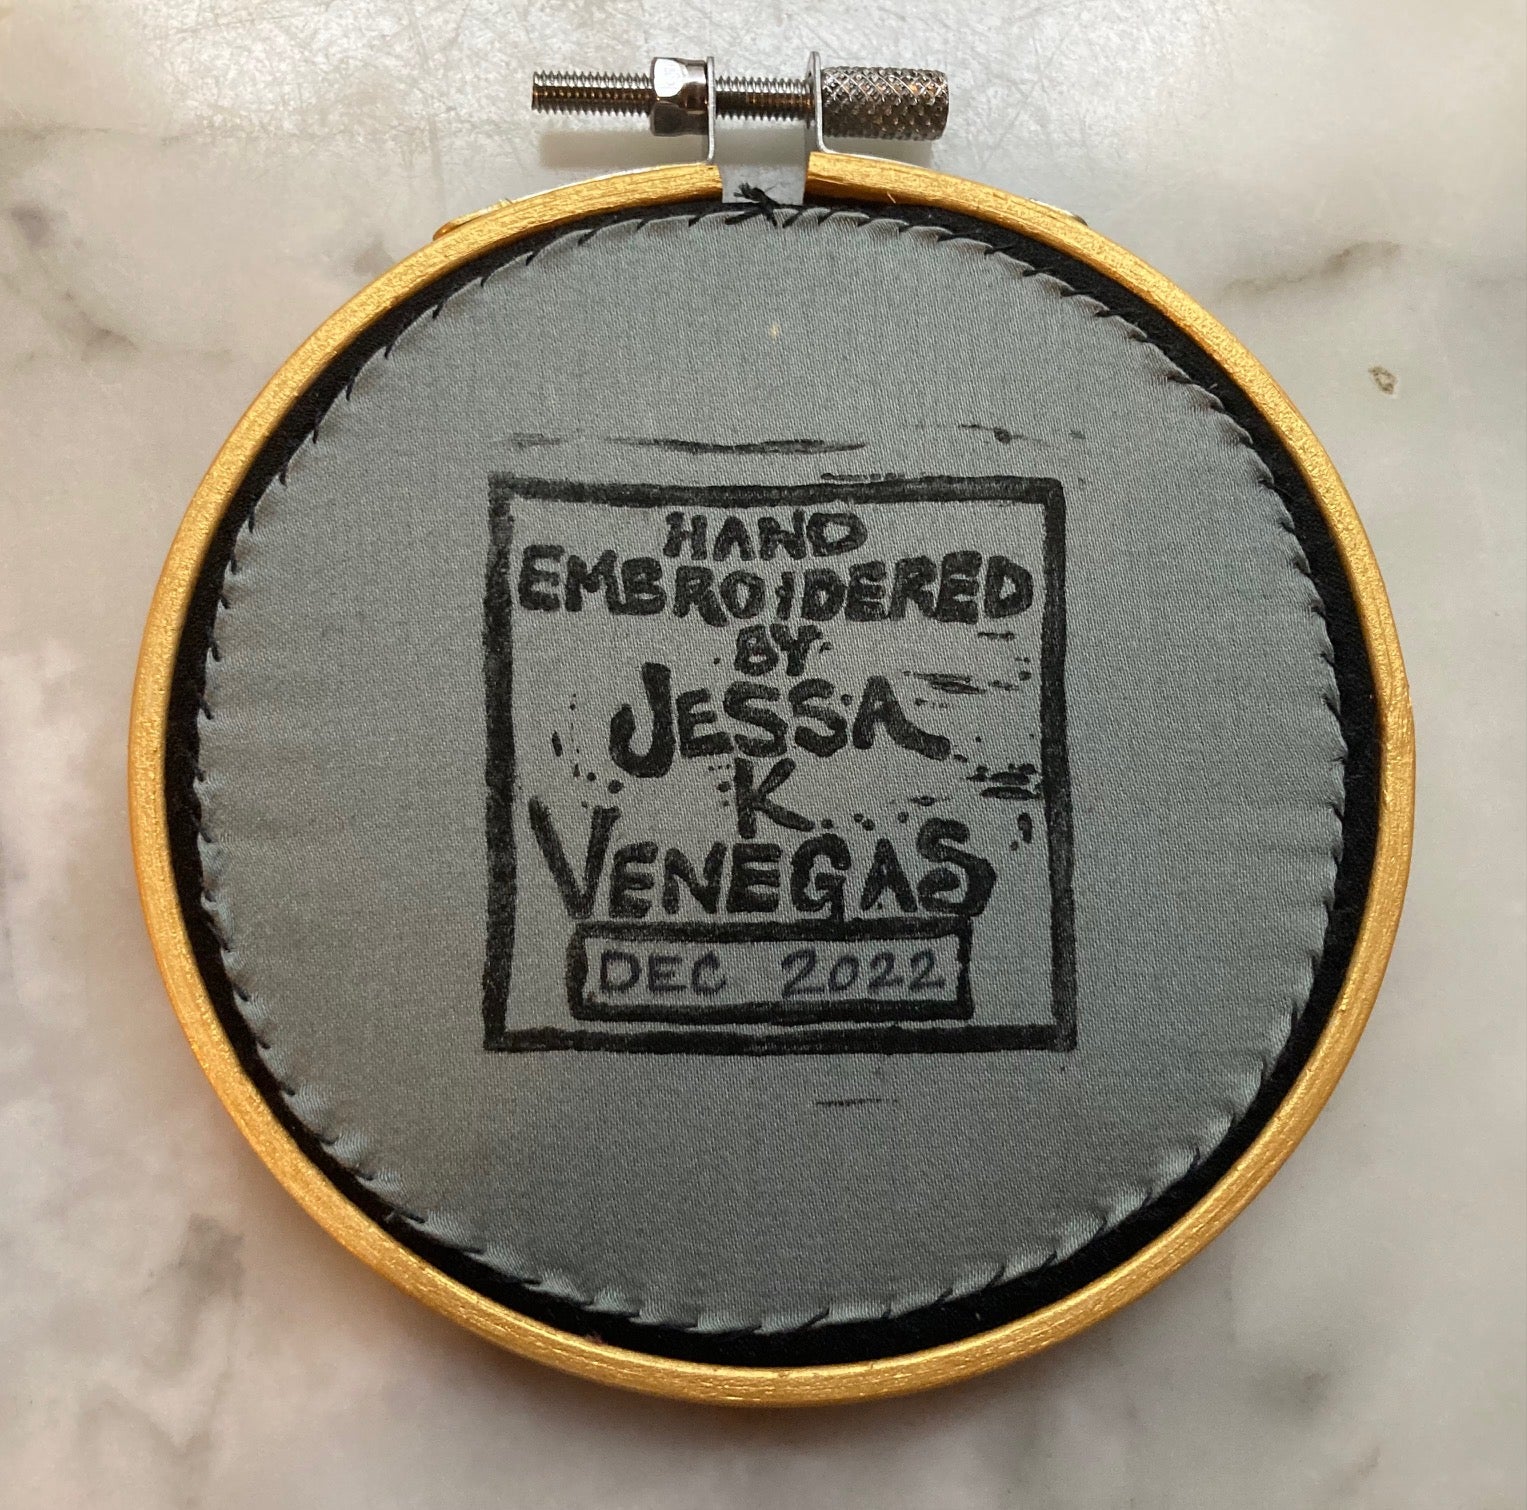 HAND
EMBROIDERED
BY
JESSA
K
VENEGAS
DEC 2022